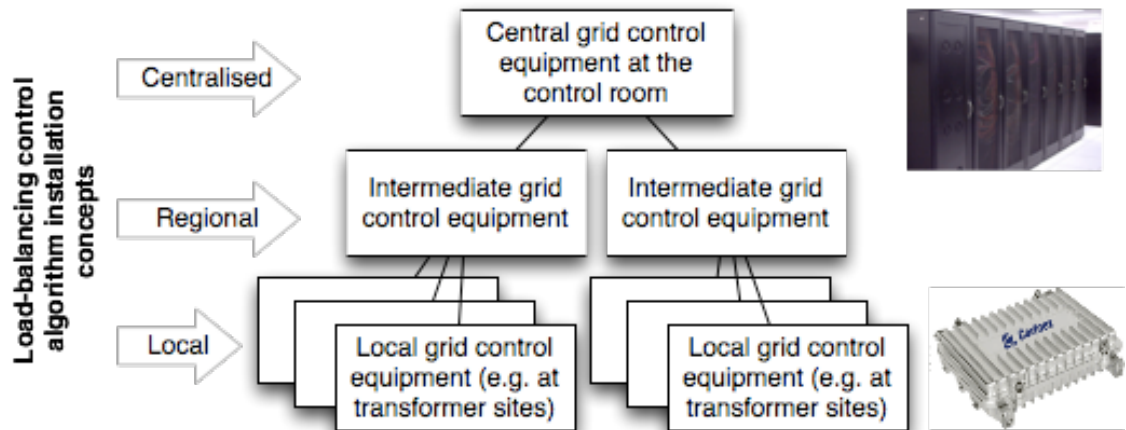 Load-balancing control
algorithm installation
concepts
Centralised
Central grid control
equipment at the
control room
Regional
Intermediate grid
control equipment
Intermediate grid
control equipment
Local
Local grid control
equipment (e.g. at
transformer sites)
Local grid control
equipment (e.g. at
transformer sites)